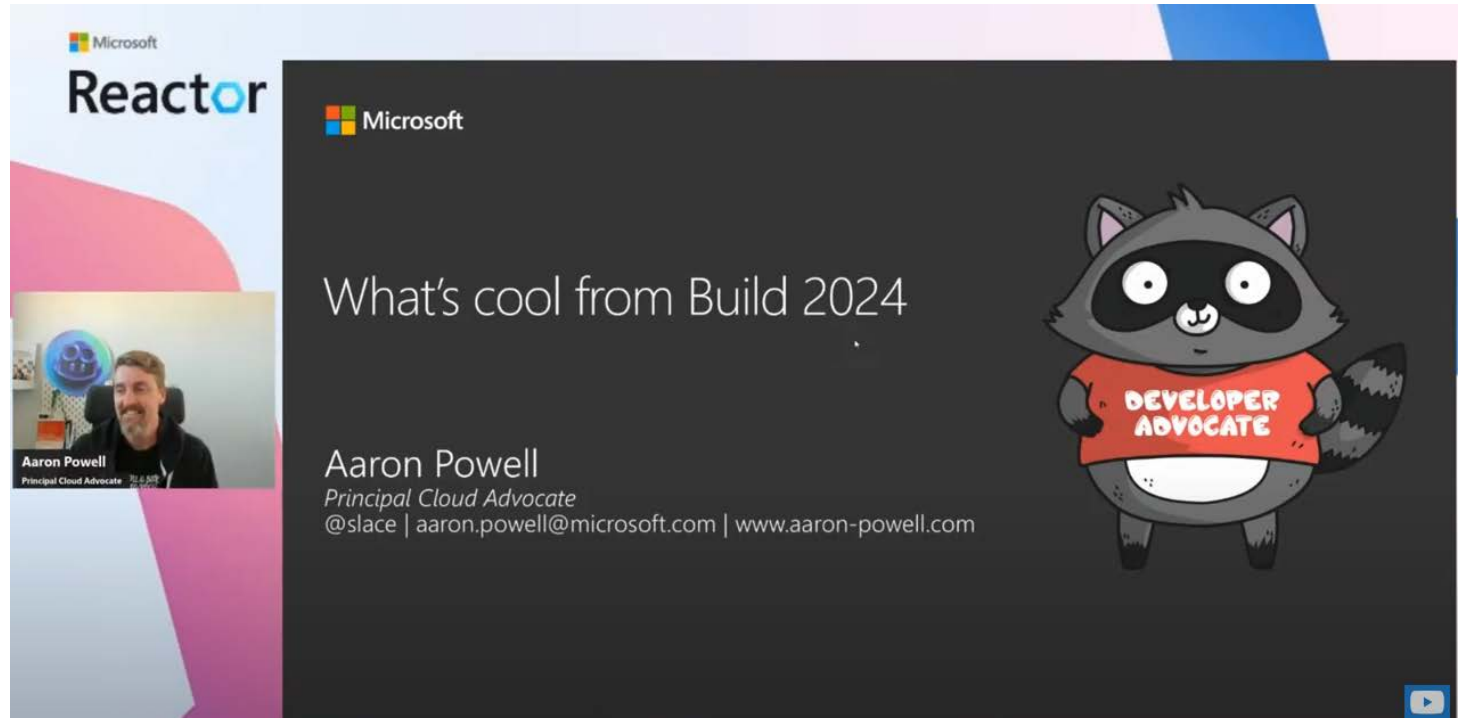 Microsoft
Reactor
Microsoft
What's cool from Build 2024
Aaron Powell
Principal Cloud Advocate
@slace | aaron.powell@microsoft.com | www.aaron-powell.com
DEVELOPER
ADVOCATE
Aaron Powell
Principal Cloud Advocate